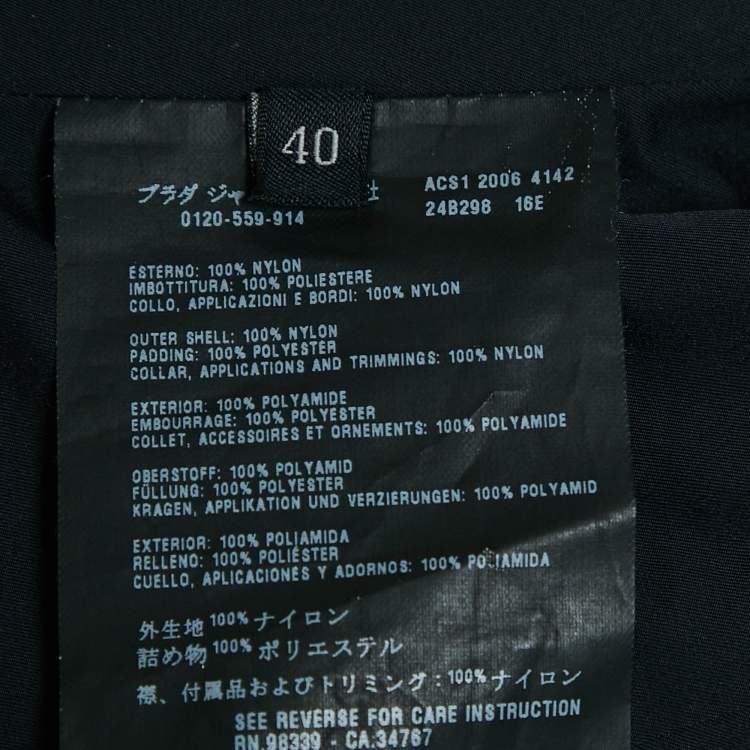 40
プラダ ジャ 社
0120-559-914
ACS1 2006 4142
24B298 16E
ESTERNO: 100% NYLON
IMBOTTITURA: 100% POLIESTERE
COLLO, APPLICAZIONI E BORDI: 100% NYLON
OUTER SHELL: 100% NYLON
PADDING: 100% POLYESTER
COLLAR, APPLICATIONS AND TRIMMINGS: 100% NYLON
EXTERIOR: 100% POLYAMIDE
EMBOURRAGE: 100% POLYESTER
COLLET, ACCESSOIRES ET ORNEMENTS: 100% POLYAMIDE
OBERSTOFF: 100% POLYAMID
FÜLLUNG: 100% POLYESTER
KRAGEN, APPLIKATION UND VERZIERUNGEN: 100% POLYAMID
EXTERIOR: 100% POLIAMIDA
RELLENO: 100% POLIÉSTER
CUELLO, APLICACIONES Y ADORNOS: 100% POLIAMIDA
外生地 100% ナイロン
詰め物 100% ポリエステル
襟、付属品およびトリミング: 100% ナイロン
SEE REVERSE FOR CARE INSTRUCTION
RN.98339 - CA.34767